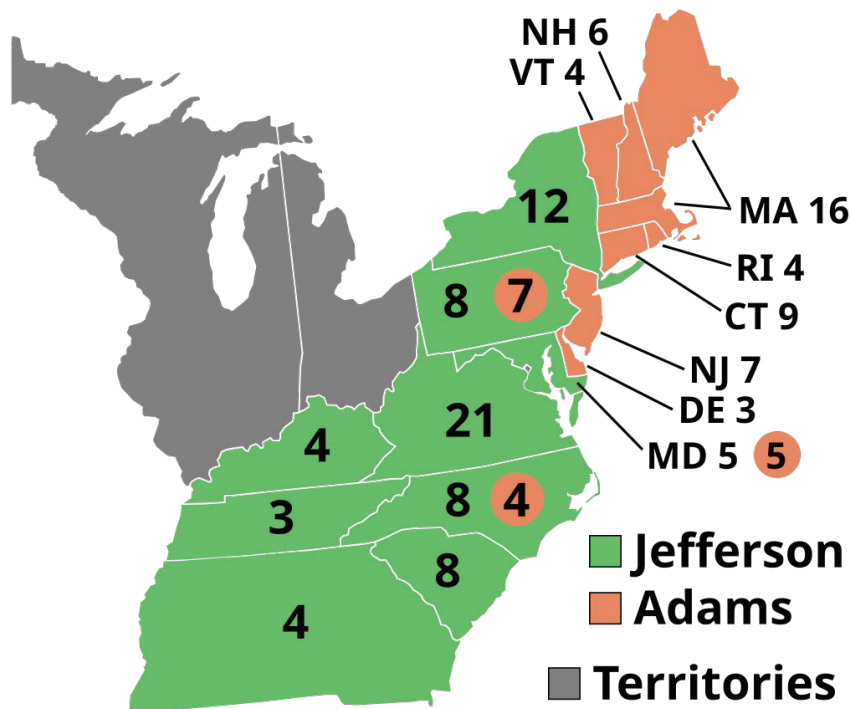 NH 6
VT 4
12
MA 16
RI 4
8 7
CT 9
NJ 7
DE 3
21
MD 5 5
4
8 4
3
Jefferson
8
Adams
4
Territories